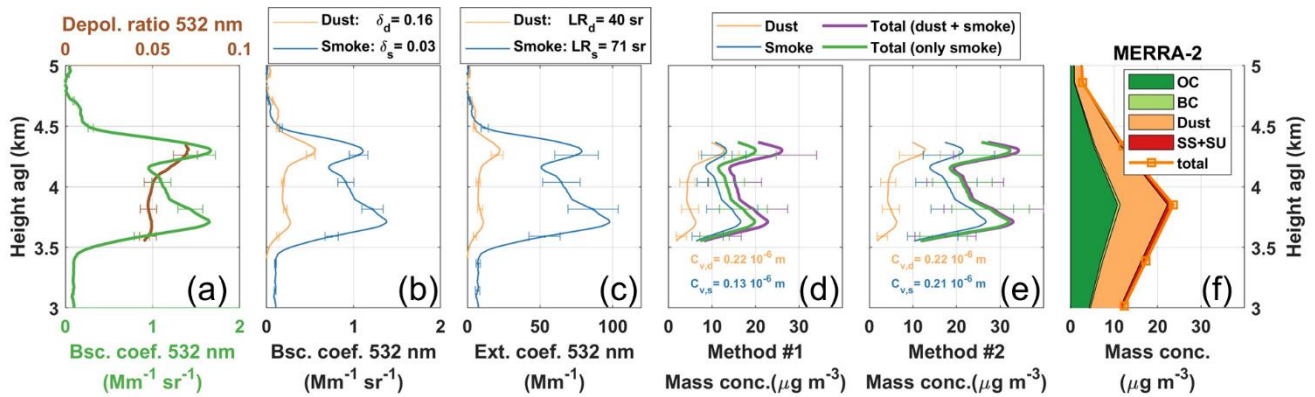 Depol. ratio 532 nm
0 0.05 0.1
Height agl (km)
5
4.5
4
3.5
3
(a)
0 1 2
Bsc. coef. 532 nm
(Mm⁻¹ sr⁻¹)
Dust: δd = 0.16
Smoke: δs = 0.03
(b)
0 1 2
Bsc. coef. 532 nm
(Mm⁻¹ sr⁻¹)
Dust: LRd = 40 sr
Smoke: LRs = 71 sr
(c)
0 50 100
Ext. coef. 532 nm
(Mm⁻¹)
Dust Total (dust + smoke)
Smoke Total (only smoke)
Cv,d = 0.22 10⁻⁶ m
Cv,s = 0.13 10⁻⁶ m
(d)
0 10 20 30
Method #1
Mass conc.(μg m⁻³)
Cv,d = 0.22 10⁻⁶ m
Cv,s = 0.21 10⁻⁶ m
(e)
0 10 20 30
Method #2
Mass conc.(μg m⁻³)
MERRA-2
OC
BC
Dust
SS+SU
total
5
4.5
4
3.5
3
Height agl (km)
(f)
0 10 20 30 40
Mass conc.
(μg m⁻³)